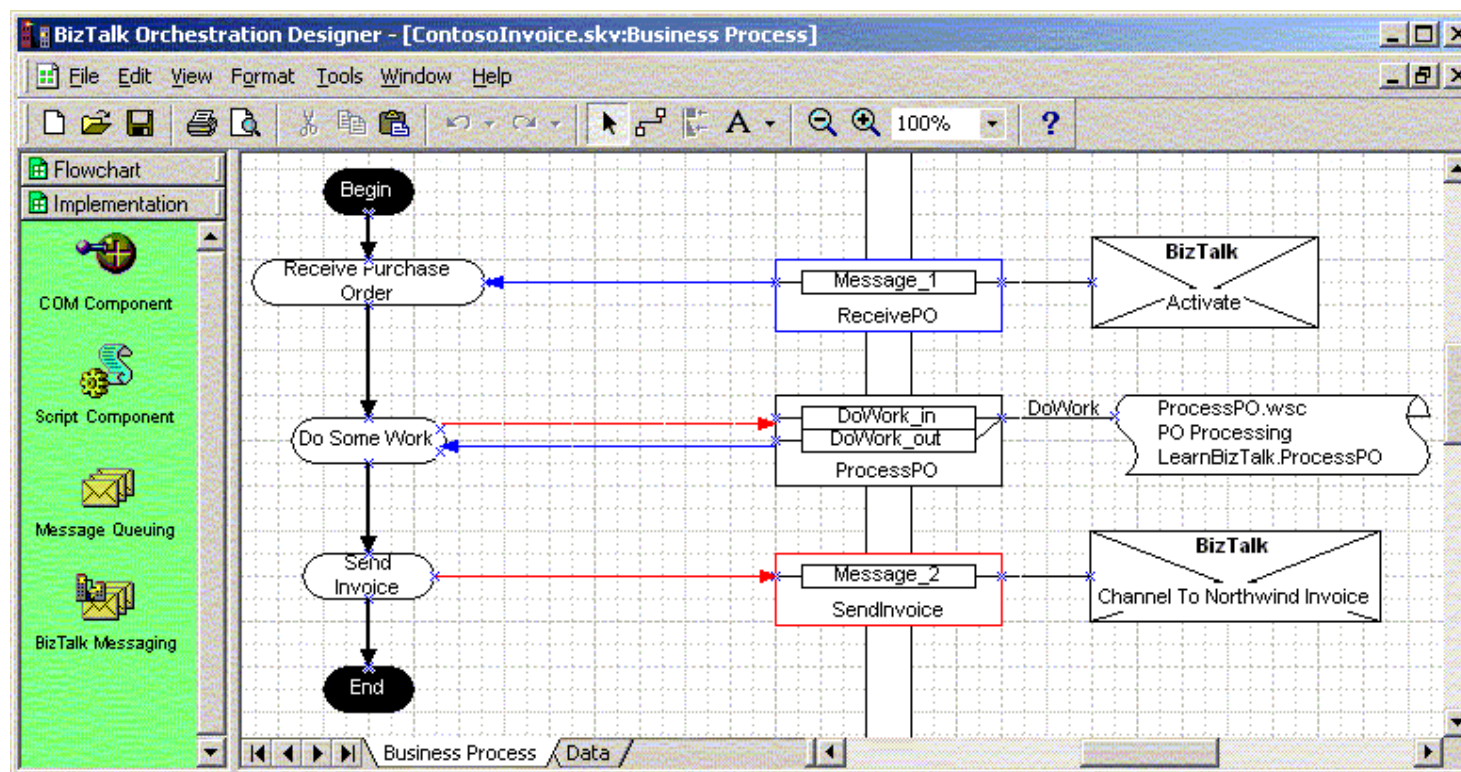 BizTalk Orchestration Designer - [ContosoInvoice.skv:Business Process]
File Edit View Format Tools Window Help
A 100% ?
Flowchart
Implementation
COM Component
Script Component
Message Queuing
BizTalk Messaging
Begin
Receive Purchase
Order
Message_1
ReceivePO
BizTalk
Activate
Do Some Work
DoWork_in
DoWork_out
ProcessPO
DoWork
ProcessPO.wsc
PO Processing
LearnBizTalk.ProcessPO
Send
Invoice
Message_2
SendInvoice
BizTalk
Channel To Northwind Invoice
End
Business Process Data